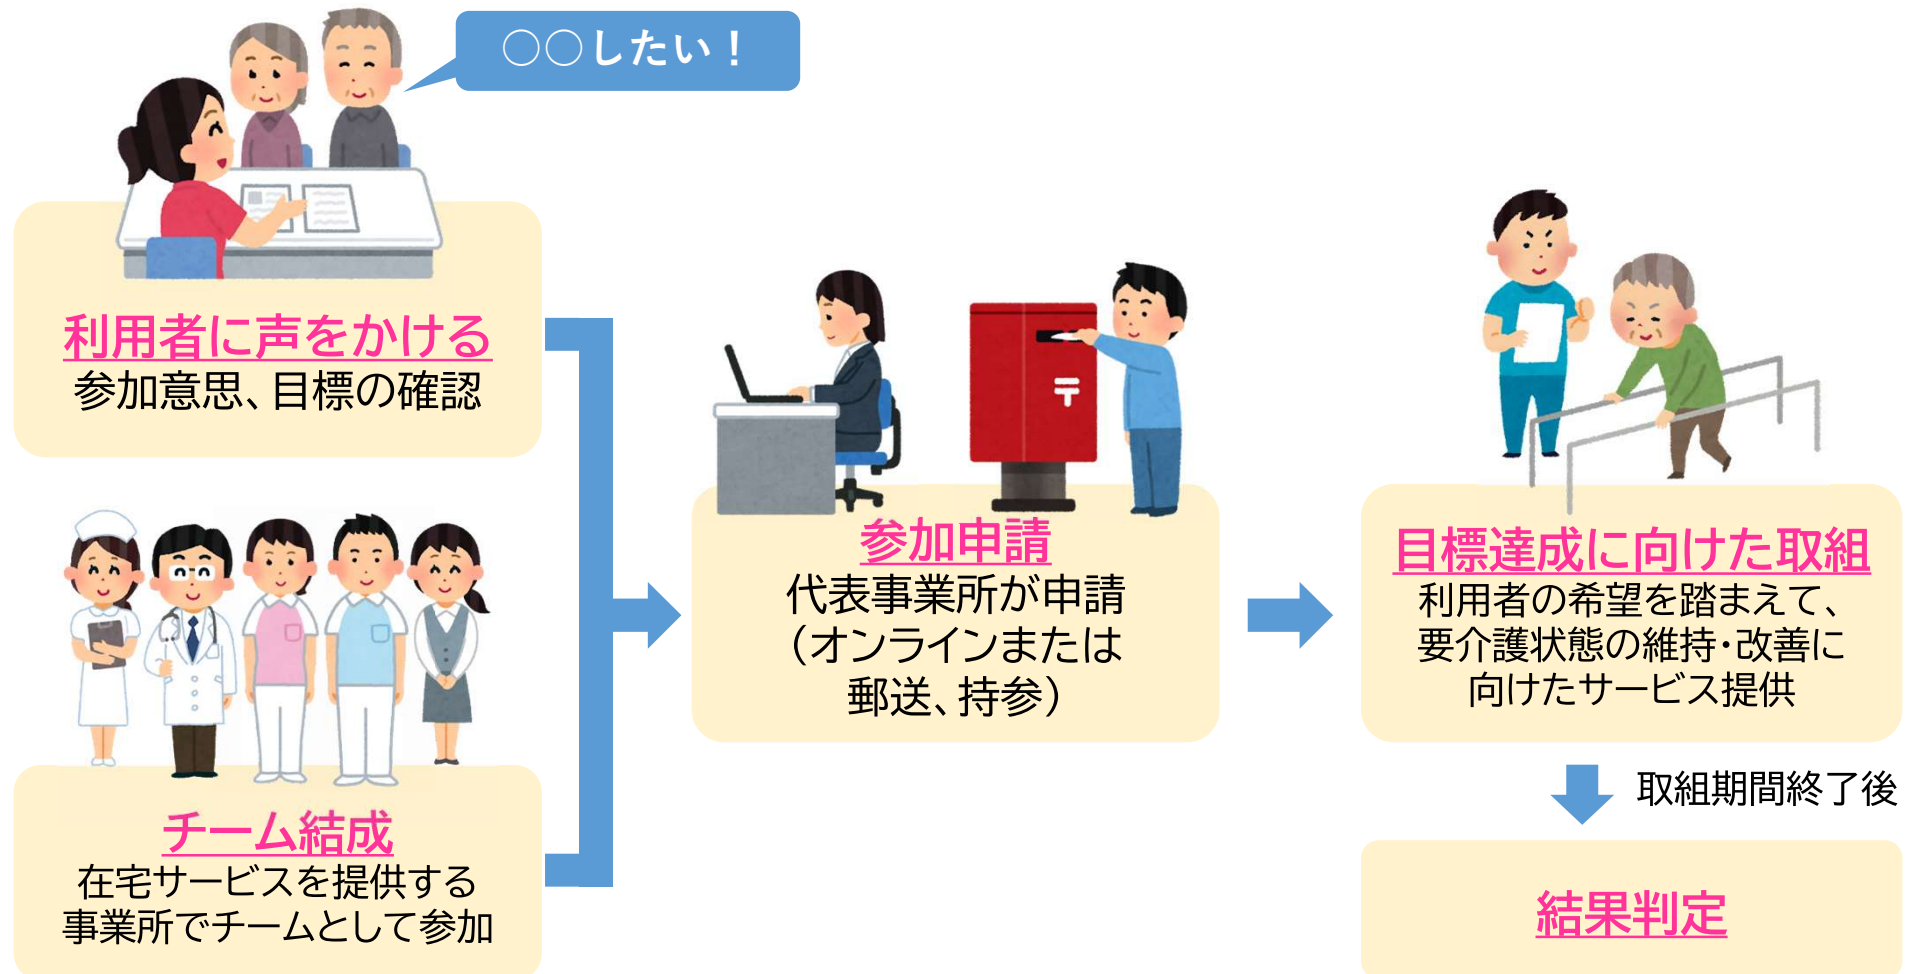 ○○したい！
利用者に声をかける
参加意思、目標の確認
チーム結成
在宅サービスを提供する
事業所でチームとして参加
参加申請
代表事業所が申請
（オンラインまたは
郵送、持参）
目標達成に向けた取組
利用者の希望を踏まえて、
要介護状態の維持・改善に
向けたサービス提供
取組期間終了後
結果判定